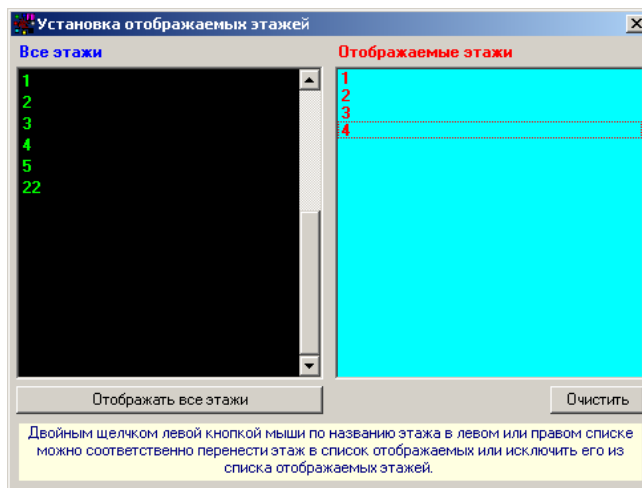 Установка отображаемых этажей
Все этажи
1
2
3
4
5
22
Отображаемые этажи
1
2
3
4
Отображать все этажи
Очистить
Двойным щелчком левой кнопкой мыши по названию этажа в левом или правом списке
можно соответственно перенести этаж в список отображаемых или исключить его из
списка отображаемых этажей.